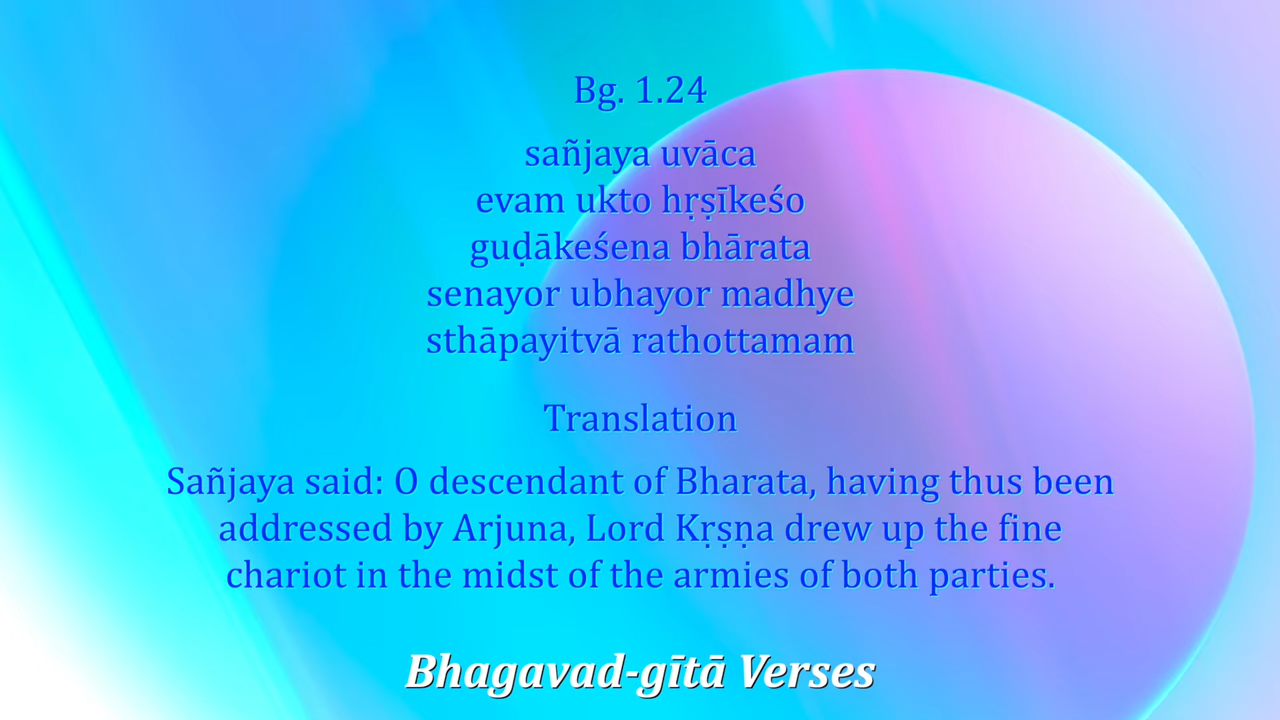 Bg. 1.24
sañjaya uvāca
evam ukto hṛṣīkeśo
guḍākeśena bhārata
senayor ubhayor madhye
sthāpayitvā rathottamam
Translation
Sañjaya said: O descendant of Bharata, having thus been
addressed by Arjuna, Lord Kṛṣṇa drew up the fine
chariot in the midst of the armies of both parties.
Bhagavad-gītā Verses